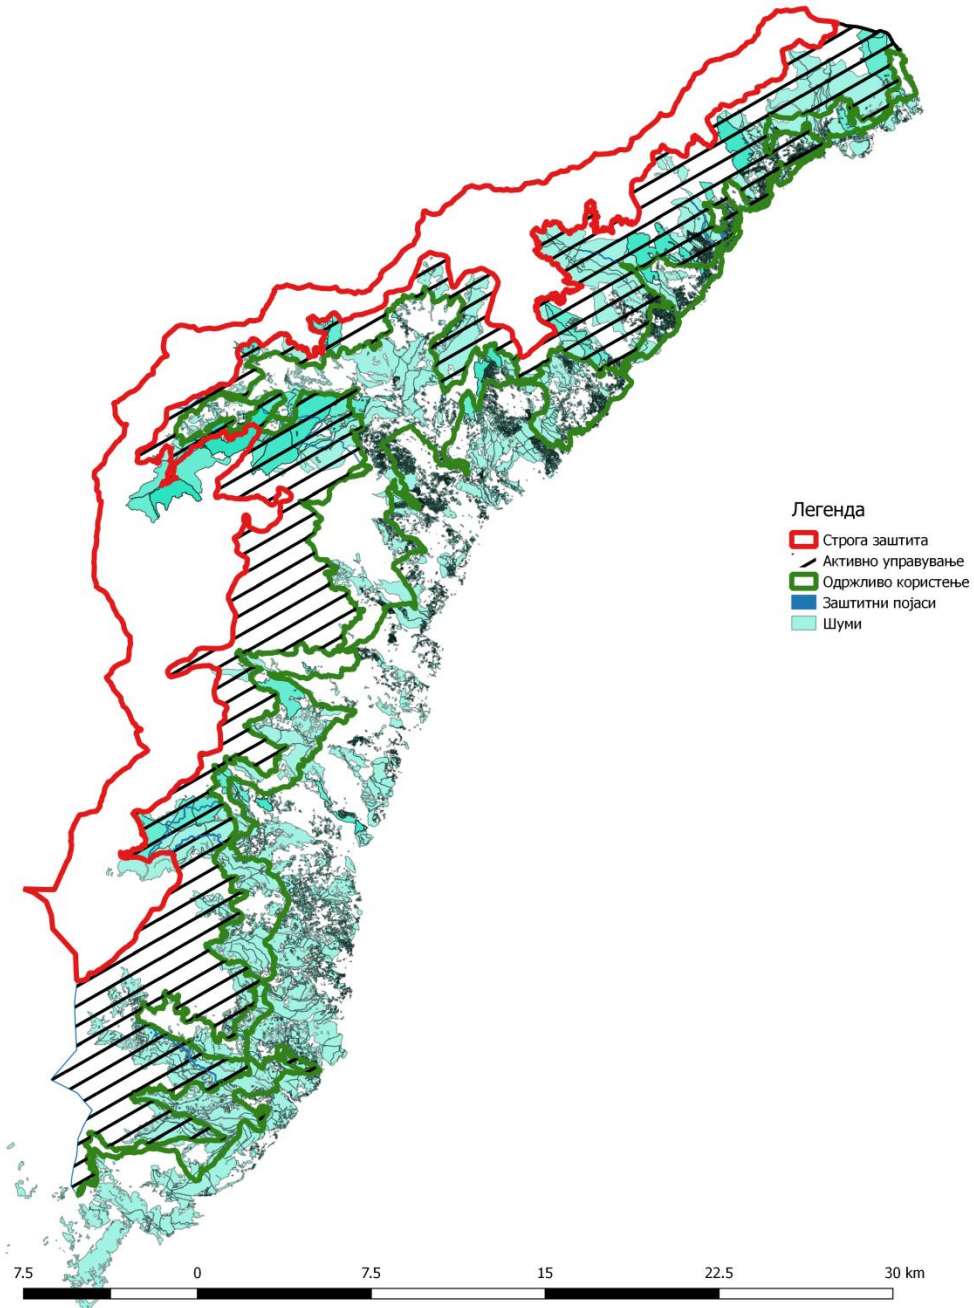 Легенда
Строга заштита
Активно управување
Одржливо користење
Заштитни појаси
Шуми
7.5 0 7.5 15 22.5 30 km